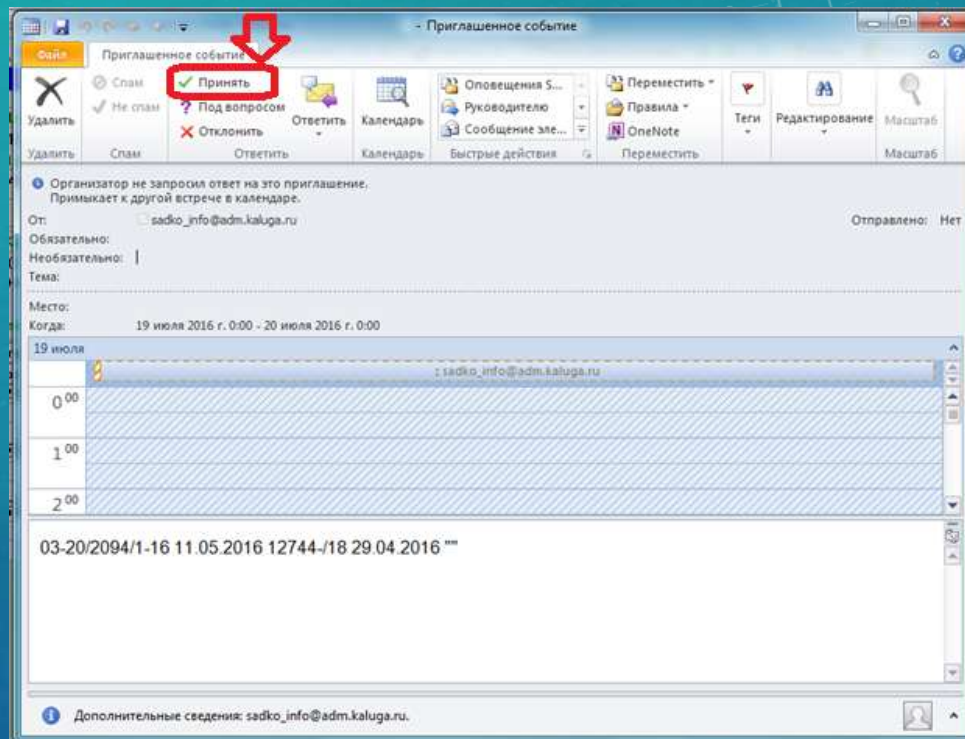 - Приглашенное событие
Файл Приглашенное событие
Удалить
Спам
Не спам
Принять
Под вопросом
Отклонить
Ответить
Календарь
Оповещения S...
Руководителю
Сообщение эле...
Переместить
Правила
OneNote
Теги
Редактирование
Масштаб
Удалить Спам Ответить Календарь Быстрые действия Переместить Масштаб
Организатор не запросил ответ на это приглашение.
Примыкает к другой встрече в календаре.
От: sadko_info@adm.kaluga.ru Отправлено: Нет
Обязательно:
Необязательно:
Тема:
Место:
Когда: 19 июля 2016 г. 0:00 - 20 июля 2016 г. 0:00
19 июля
; sadko_info@adm.kaluga.ru
0 00
1 00
2 00
03-20/2094/1-16 11.05.2016 12744-/18 29.04.2016 ""
Дополнительные сведения: sadko_info@adm.kaluga.ru.